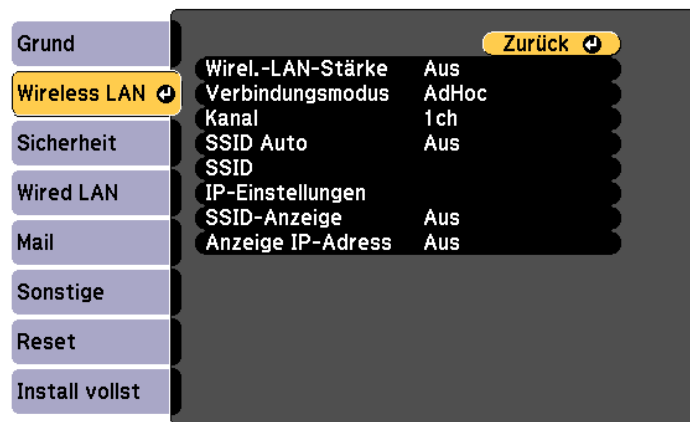 Grund
Wireless LAN
Sicherheit
Wired LAN
Mail
Sonstige
Reset
Install vollst
Zurück
Wirel.-LAN-Stärke Aus
Verbindungsmodus AdHoc
Kanal 1ch
SSID Auto Aus
SSID
IP-Einstellungen
SSID-Anzeige Aus
Anzeige IP-Adress Aus